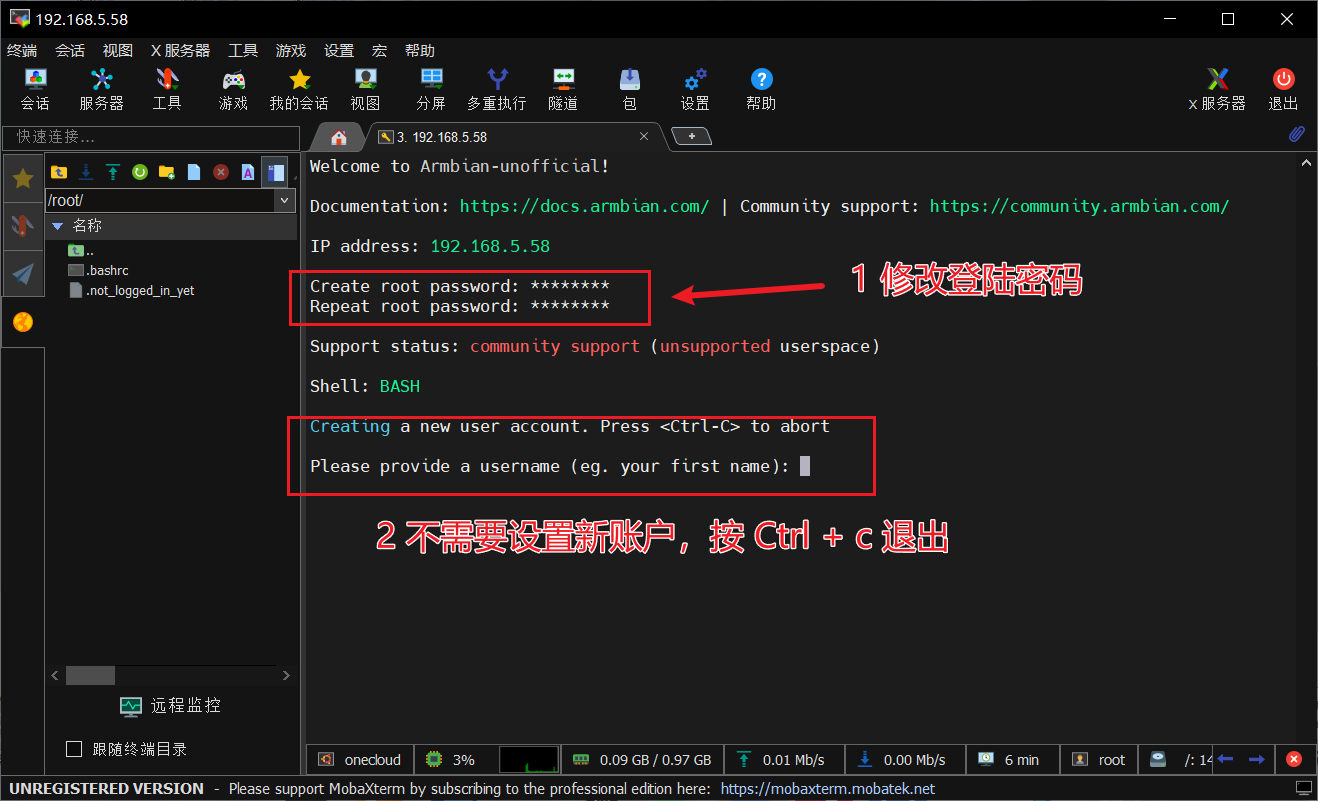 192.168.5.58
终端 会话 视图 X 服务器 工具 游戏 设置 宏 帮助
会话 服务器 工具 游戏 我的会话 视图 分屏 多重执行 隧道 包 设置 帮助 X 服务器 退出
快速连接...
3. 192.168.5.58
/root/
名称
..
.bashrc
.not_logged_in_yet
远程监控
跟随终端目录
Welcome to Armbian-unofficial!
Documentation: https://docs.armbian.com/ | Community support: https://community.armbian.com/
IP address: 192.168.5.58
Create root password: ********
Repeat root password: ********
1 修改登陆密码
Support status: community support (unsupported userspace)
Shell: BASH
Creating a new user account. Press <Ctrl-C> to abort
Please provide a username (eg. your first name):
2 不需要设置新账户，按 Ctrl + c 退出
onecloud 3% 0.09 GB / 0.97 GB 0.01 Mb/s 0.00 Mb/s 6 min root /: 14
UNREGISTERED VERSION - Please support MobaXterm by subscribing to the professional edition here: https://mobaxterm.mobatek.net